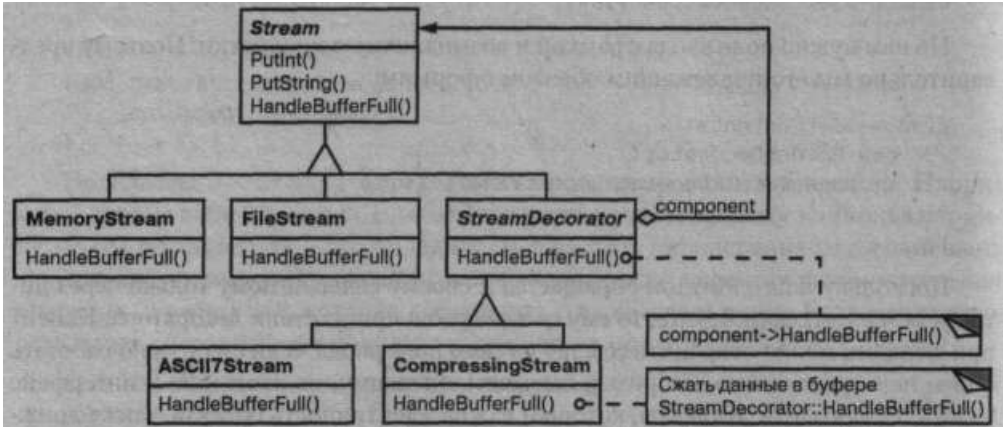 Stream
PutInt()
PutString()
HandleBufferFull()
MemoryStream
HandleBufferFull()
FileStream
HandleBufferFull()
StreamDecorator
HandleBufferFull()
component
component->HandleBufferFull()
ASCII7Stream
HandleBufferFull()
CompressingStream
HandleBufferFull()
Сжать данные в буфере
StreamDecorator::HandleBufferFull()